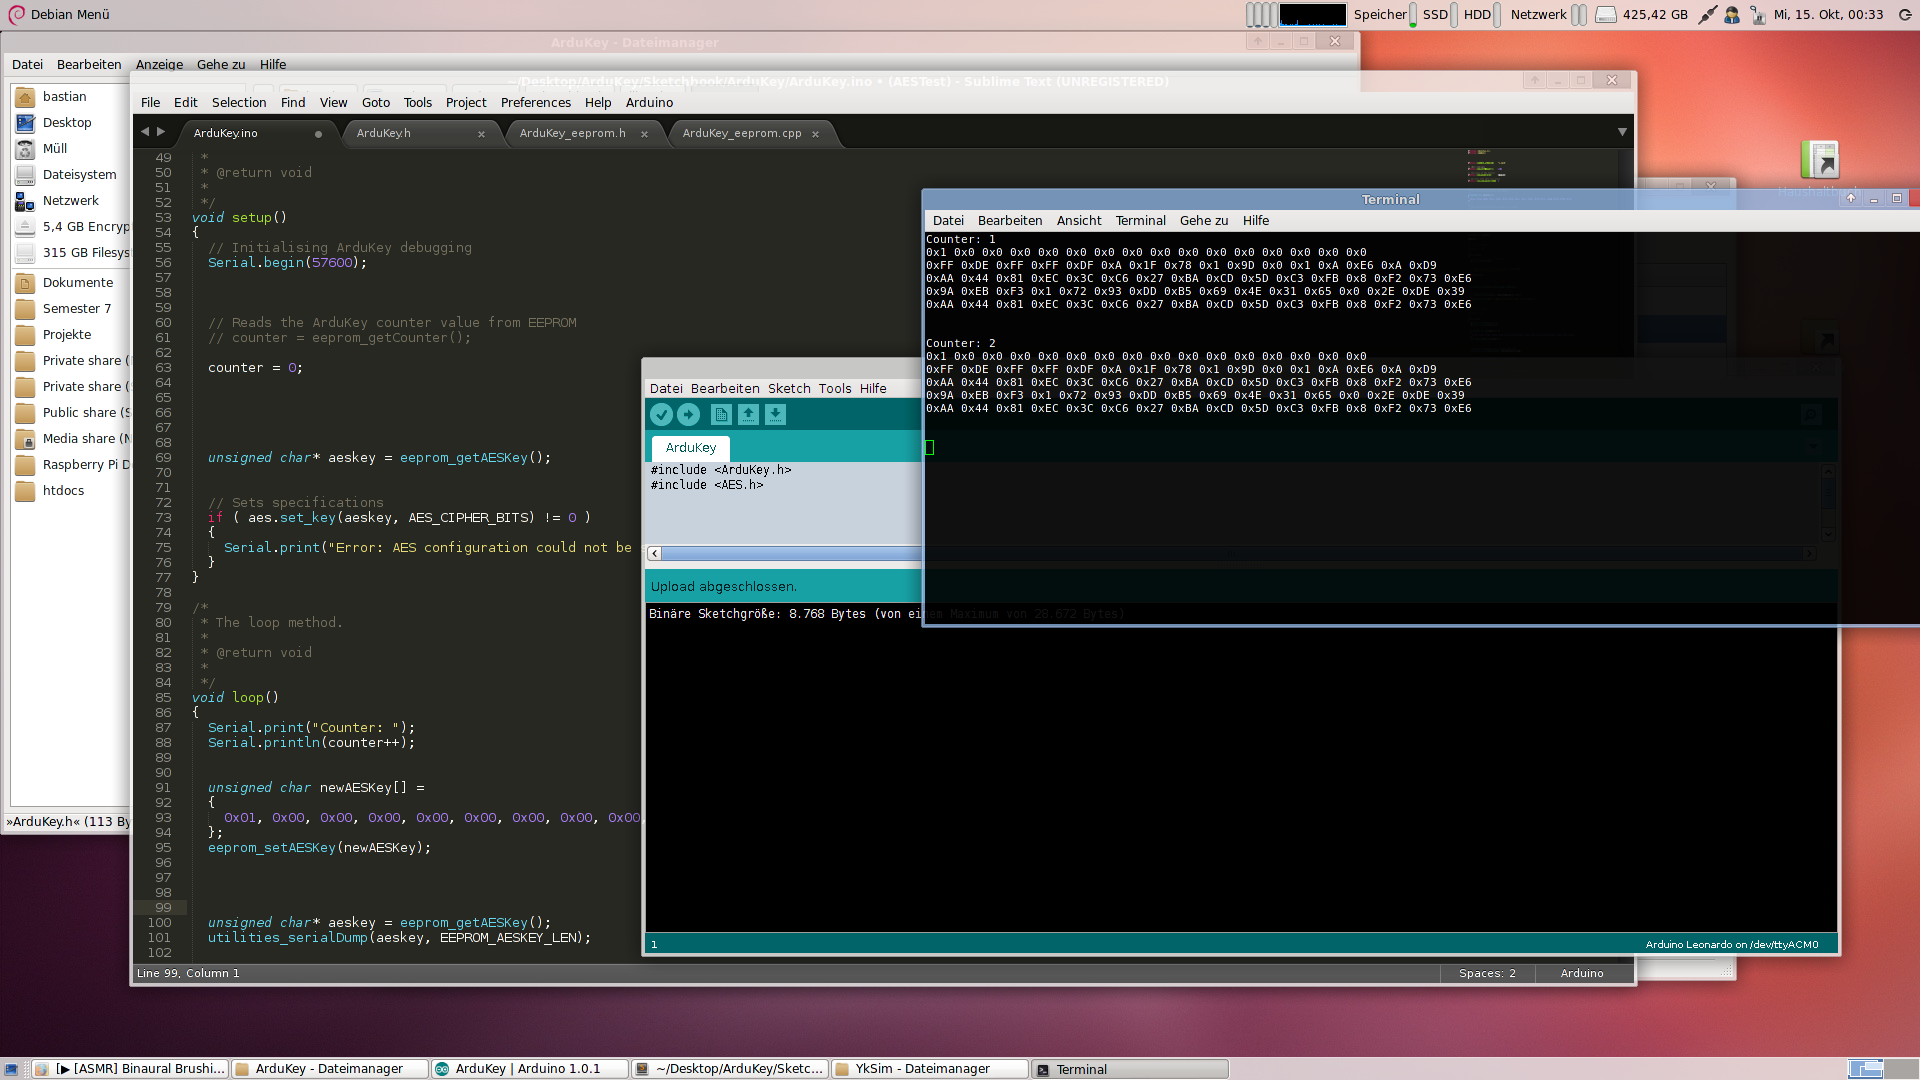 Debian Menü
Speicher SSD HDD Netzwerk 425,42 GB Mi, 15. Okt, 00:33
ArduKey - Dateimanager
Datei Bearbeiten Anzeige Gehe zu Hilfe
bastian
Desktop
Müll
Dateisystem
Netzwerk
5,4 GB Encryp
315 GB Filesys
Dokumente
Semester 7
Projekte
Private share (
Private share (
Public share (S
Media share (N
Raspberry Pi D
htdocs
»ArduKey.h« (113 By
~/Desktop/ArduKey/Sketchbook/ArduKey/ArduKey.ino • (AESTest) - Sublime Text (UNREGISTERED)
File Edit Selection Find View Goto Tools Project Preferences Help Arduino
ArduKey.ino ArduKey.h ArduKey_eeprom.h ArduKey_eeprom.cpp
49 *
50 * @return void
51 *
52 */
53 void setup()
54 {
55 // Initialising ArduKey debugging
56 Serial.begin(57600);
57
58
59
60 // Reads the ArduKey counter value from EEPROM
61 // counter = eeprom_getCounter();
62
63 counter = 0;
64
65
66
67
68
69 unsigned char* aeskey = eeprom_getAESKey();
70
71
72 // Sets specifications
73 if ( aes.set_key(aeskey, AES_CIPHER_BITS) != 0 )
74 {
75 Serial.print("Error: AES configuration could not be
76 }
77 }
78
79 /*
80 * The loop method.
81 *
82 * @return void
83 *
84 */
85 void loop()
86 {
87 Serial.print("Counter: ");
88 Serial.println(counter++);
89
90
91 unsigned char newAESKey[] =
92 {
93 0x01, 0x00, 0x00, 0x00, 0x00, 0x00, 0x00, 0x00, 0x00,
94 };
95 eeprom_setAESKey(newAESKey);
96
97
98
99
100 unsigned char* aeskey = eeprom_getAESKey();
101 utilities_serialDump(aeskey, EEPROM_AESKEY_LEN);
102
Line 99, Column 1 Spaces: 2 Arduino
Datei Bearbeiten Sketch Tools Hilfe
ArduKey
#include <ArduKey.h>
#include <AES.h>
Upload abgeschlossen.
Binäre Sketchgröße: 8.768 Bytes (von einem Maximum von 28.672 Bytes)
1 Arduino Leonardo on /dev/ttyACM0
Terminal
Datei Bearbeiten Ansicht Terminal Gehe zu Hilfe
Counter: 1
0x1 0x0 0x0 0x0 0x0 0x0 0x0 0x0 0x0 0x0 0x0 0x0 0x0 0x0 0x0 0x0
0xFF 0xDE 0xFF 0xFF 0xDF 0xA 0x1F 0x78 0x1 0x9D 0x0 0x1 0xA 0xE6 0xA 0xD9
0xAA 0x44 0x81 0xEC 0x3C 0xC6 0x27 0xBA 0xCD 0x5D 0xC3 0xFB 0x8 0xF2 0x73 0xE6
0x9A 0xEB 0xF3 0x1 0x72 0x93 0xDD 0xB5 0x69 0x4E 0x31 0x65 0x0 0x2E 0xDE 0x39
0xAA 0x44 0x81 0xEC 0x3C 0xC6 0x27 0xBA 0xCD 0x5D 0xC3 0xFB 0x8 0xF2 0x73 0xE6
Counter: 2
0x1 0x0 0x0 0x0 0x0 0x0 0x0 0x0 0x0 0x0 0x0 0x0 0x0 0x0 0x0 0x0
0xFF 0xDE 0xFF 0xFF 0xDF 0xA 0x1F 0x78 0x1 0x9D 0x0 0x1 0xA 0xE6 0xA 0xD9
0xAA 0x44 0x81 0xEC 0x3C 0xC6 0x27 0xBA 0xCD 0x5D 0xC3 0xFB 0x8 0xF2 0x73 0xE6
0x9A 0xEB 0xF3 0x1 0x72 0x93 0xDD 0xB5 0x69 0x4E 0x31 0x65 0x0 0x2E 0xDE 0x39
0xAA 0x44 0x81 0xEC 0x3C 0xC6 0x27 0xBA 0xCD 0x5D 0xC3 0xFB 0x8 0xF2 0x73 0xE6
[▶ [ASMR] Binaural Brushi... ArduKey - Dateimanager ArduKey | Arduino 1.0.1 ~/Desktop/ArduKey/Sketc... YkSim - Dateimanager Terminal